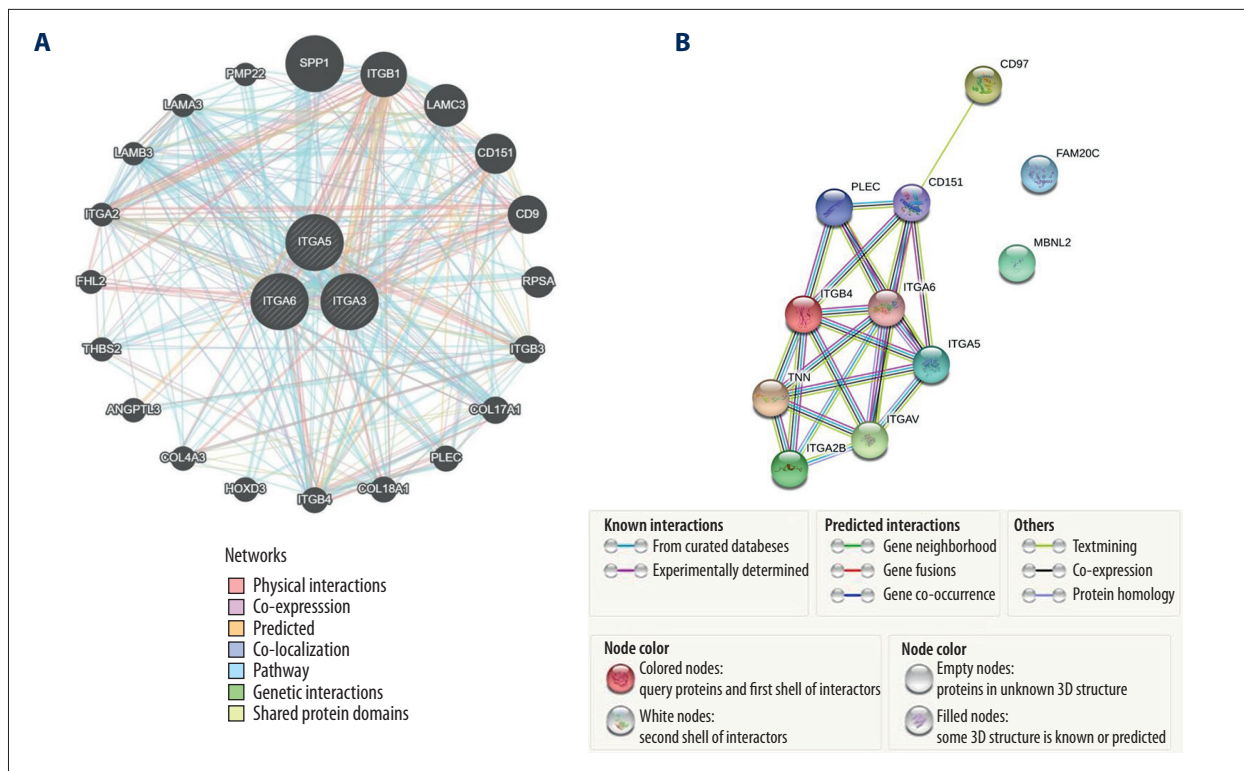 A
SPP1
ITGB1
PMP22
LAMC3
LAMA3
CD151
LAMB3
CD9
ITGA2
ITGA5
RPSA
FHL2
ITGA6
ITGA3
ITGB3
THBS2
COL17A1
ANGPTL3
PLEC
COL4A3
COL18A1
HOXD3
ITGB4
Networks
Physical interactions
Co-expresssion
Predicted
Co-localization
Pathway
Genetic interactions
Shared protein domains
B
CD97
FAM20C
PLEC
CD151
MBNL2
ITGB4
ITGA6
ITGA5
TNN
ITGAV
ITGA2B
Known interactions
From curated databeses
Experimentally determined
Predicted interactions
Gene neighborhood
Gene fusions
Gene co-occurrence
Others
Textmining
Co-expression
Protein homology
Node color
Colored nodes:
query proteins and first shell of interactors
White nodes:
second shell of interactors
Node color
Empty nodes:
proteins in unknown 3D structure
Filled nodes:
some 3D structure is known or predicted